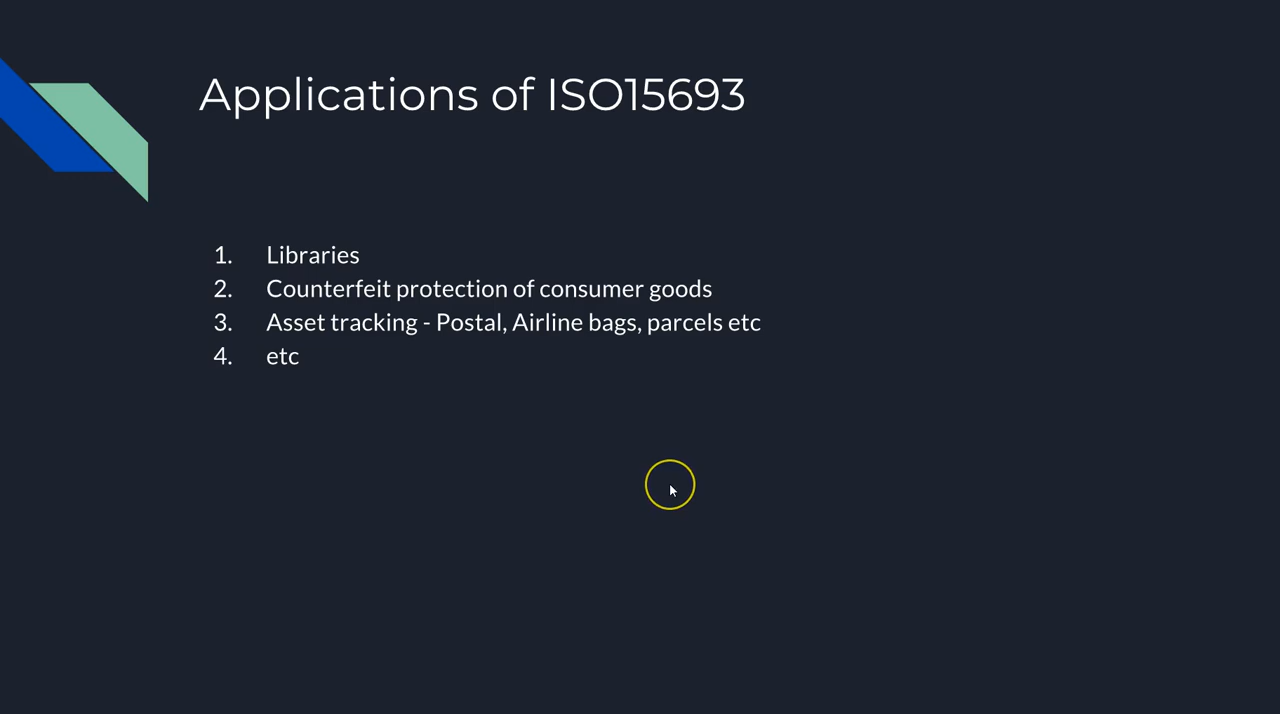 Applications of ISO15693
1. Libraries
2. Counterfeit protection of consumer goods
3. Asset tracking - Postal, Airline bags, parcels etc
4. etc